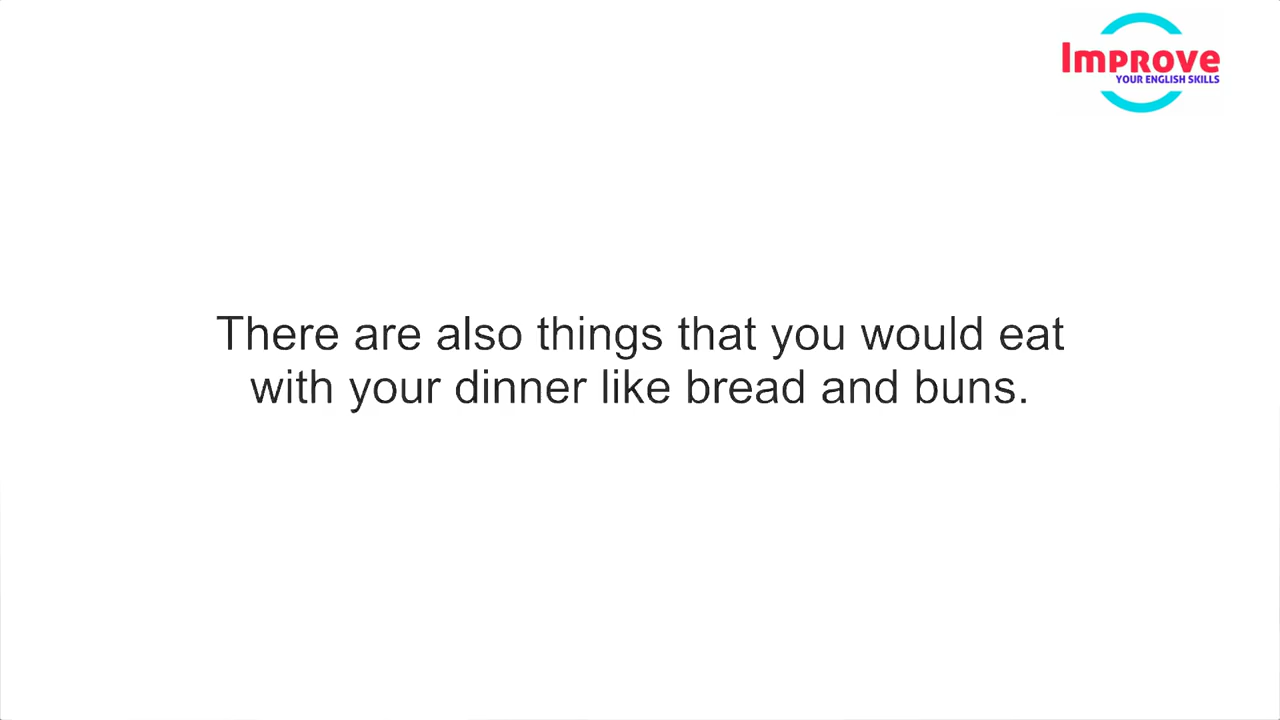 Improve
YOUR ENGLISH SKILLS
There are also things that you would eat
with your dinner like bread and buns.